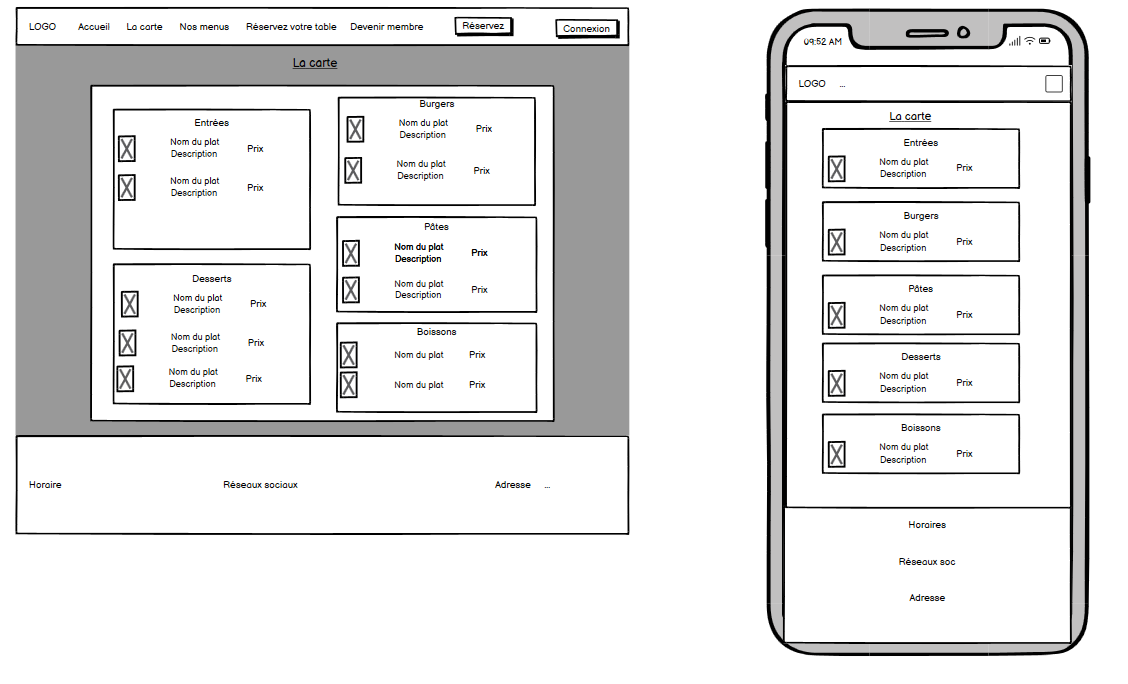 LOGO Accueil La carte Nos menus Réservez votre table Devenir membre Réservez Connexion
La carte
Entrées
Nom du plat
Description
Prix
Nom du plat
Description
Prix
Desserts
Nom du plat
Description
Prix
Nom du plat
Description
Prix
Nom du plat
Description
Prix
Burgers
Nom du plat
Description
Prix
Nom du plat
Description
Prix
Pâtes
Nom du plat
Description
Prix
Nom du plat
Description
Prix
Boissons
Nom du plat Prix
Nom du plat Prix
Horaire Réseaux sociaux Adresse ...
09:52 AM
LOGO ...
La carte
Entrées
Nom du plat
Description
Prix
Burgers
Nom du plat
Description
Prix
Pâtes
Nom du plat
Description
Prix
Desserts
Nom du plat
Description
Prix
Boissons
Nom du plat
Description
Prix
Horaires
Réseaux soc
Adresse